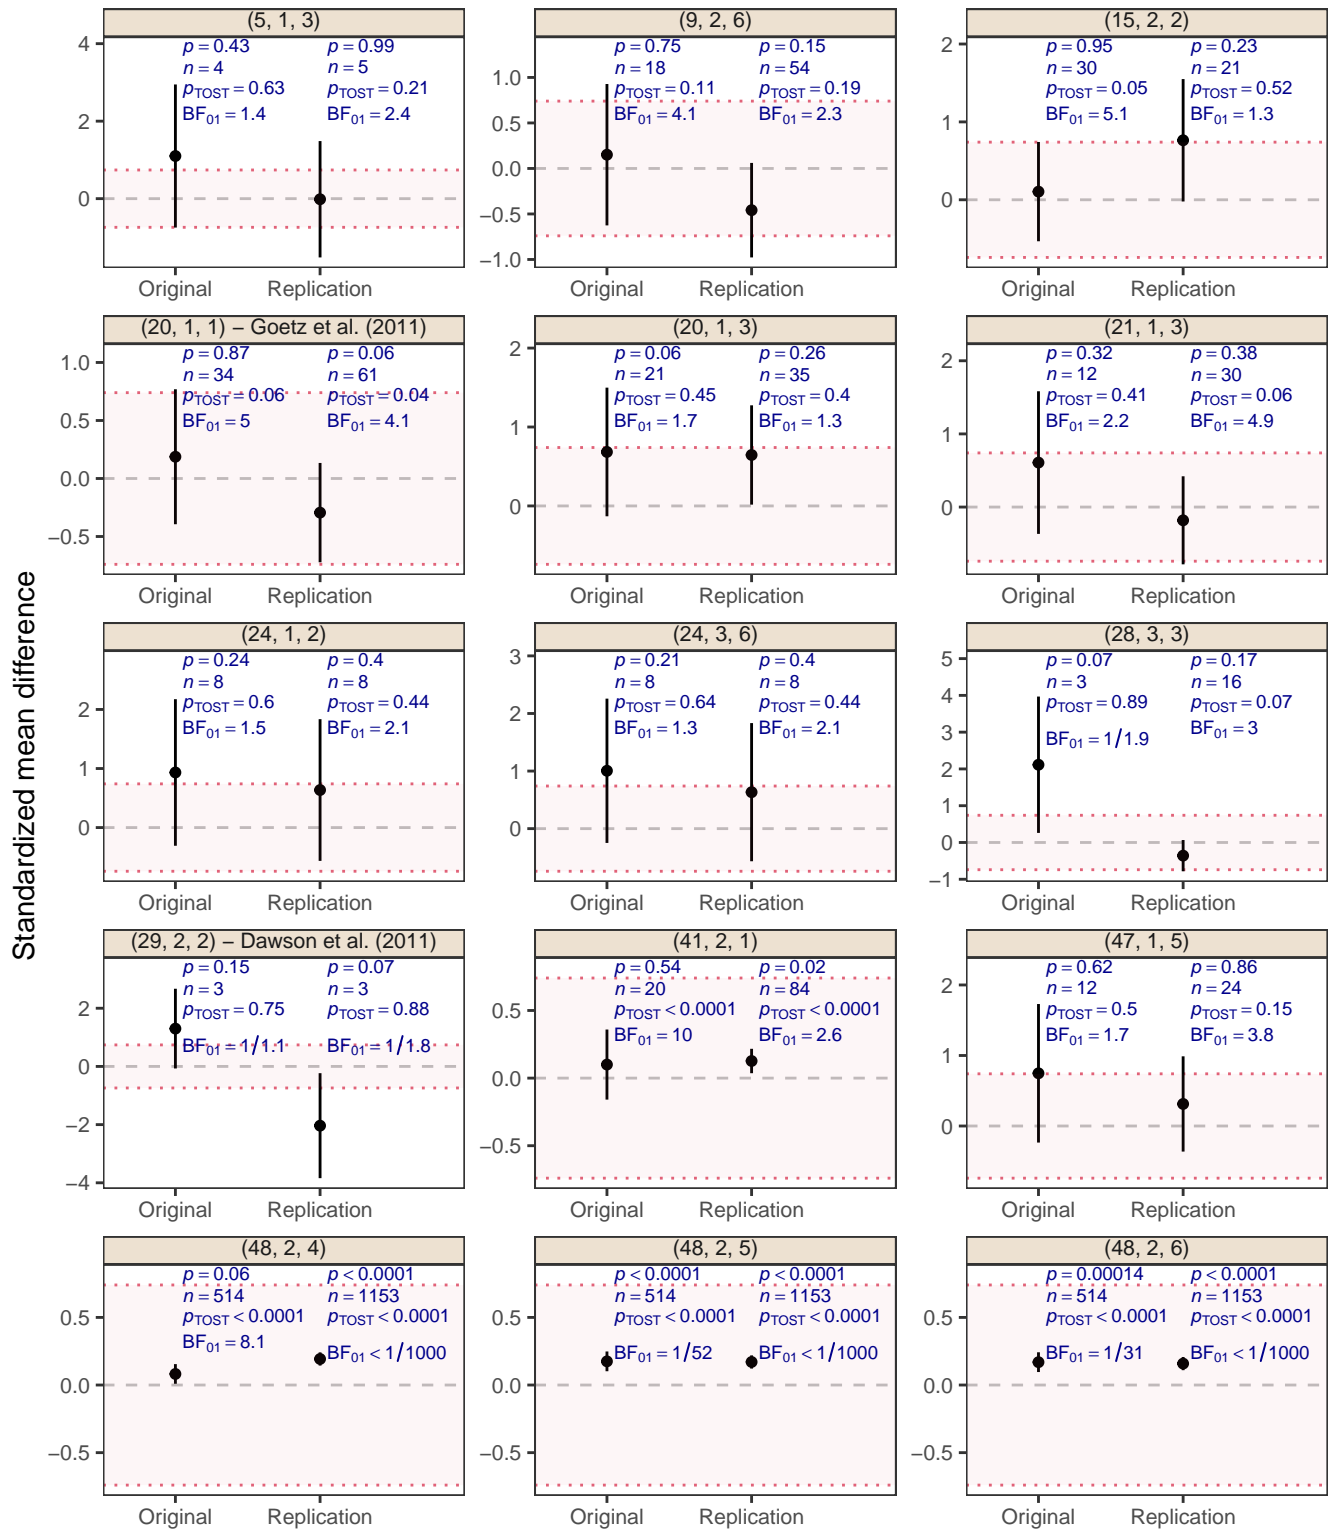 Standardized mean difference
(5, 1, 3)
p = 0.43 p = 0.99
n = 4 n = 5
pTOST = 0.63 pTOST = 0.21
BF01 = 1.4 BF01 = 2.4
4
2
0
Original Replication
(9, 2, 6)
p = 0.75 p = 0.15
n = 18 n = 54
pTOST = 0.11 pTOST = 0.19
BF01 = 4.1 BF01 = 2.3
1.0
0.5
0.0
−0.5
−1.0
Original Replication
(15, 2, 2)
p = 0.95 p = 0.23
n = 30 n = 21
pTOST = 0.05 pTOST = 0.52
BF01 = 5.1 BF01 = 1.3
2
1
0
Original Replication
(20, 1, 1) − Goetz et al. (2011)
p = 0.87 p = 0.06
n = 34 n = 61
pTOST = 0.06 pTOST = 0.04
BF01 = 5 BF01 = 4.1
1.0
0.5
0.0
−0.5
Original Replication
(20, 1, 3)
p = 0.06 p = 0.26
n = 21 n = 35
pTOST = 0.45 pTOST = 0.4
BF01 = 1.7 BF01 = 1.3
2
1
0
Original Replication
(21, 1, 3)
p = 0.32 p = 0.38
n = 12 n = 30
pTOST = 0.41 pTOST = 0.06
BF01 = 2.2 BF01 = 4.9
2
1
0
Original Replication
(24, 1, 2)
p = 0.24 p = 0.4
n = 8 n = 8
pTOST = 0.6 pTOST = 0.44
BF01 = 1.5 BF01 = 2.1
2
1
0
Original Replication
(24, 3, 6)
p = 0.21 p = 0.4
n = 8 n = 8
pTOST = 0.64 pTOST = 0.44
BF01 = 1.3 BF01 = 2.1
3
2
1
0
Original Replication
(28, 3, 3)
p = 0.07 p = 0.17
n = 3 n = 16
pTOST = 0.89 pTOST = 0.07
BF01 = 1/1.9 BF01 = 3
5
4
3
2
1
0
−1
Original Replication
(29, 2, 2) − Dawson et al. (2011)
p = 0.15 p = 0.07
n = 3 n = 3
pTOST = 0.75 pTOST = 0.88
BF01 = 1/1.1 BF01 = 1/1.8
2
0
−2
−4
Original Replication
(41, 2, 1)
p = 0.54 p = 0.02
n = 20 n = 84
pTOST < 0.0001 pTOST < 0.0001
BF01 = 10 BF01 = 2.6
0.5
0.0
−0.5
Original Replication
(47, 1, 5)
p = 0.62 p = 0.86
n = 12 n = 24
pTOST = 0.5 pTOST = 0.15
BF01 = 1.7 BF01 = 3.8
2
1
0
Original Replication
(48, 2, 4)
p = 0.06 p < 0.0001
n = 514 n = 1153
pTOST < 0.0001 pTOST < 0.0001
BF01 = 8.1 BF01 < 1/1000
0.5
0.0
−0.5
Original Replication
(48, 2, 5)
p < 0.0001 p < 0.0001
n = 514 n = 1153
pTOST < 0.0001 pTOST < 0.0001
BF01 = 1/52 BF01 < 1/1000
0.5
0.0
−0.5
Original Replication
(48, 2, 6)
p = 0.00014 p < 0.0001
n = 514 n = 1153
pTOST < 0.0001 pTOST < 0.0001
BF01 = 1/31 BF01 < 1/1000
0.5
0.0
−0.5
Original Replication